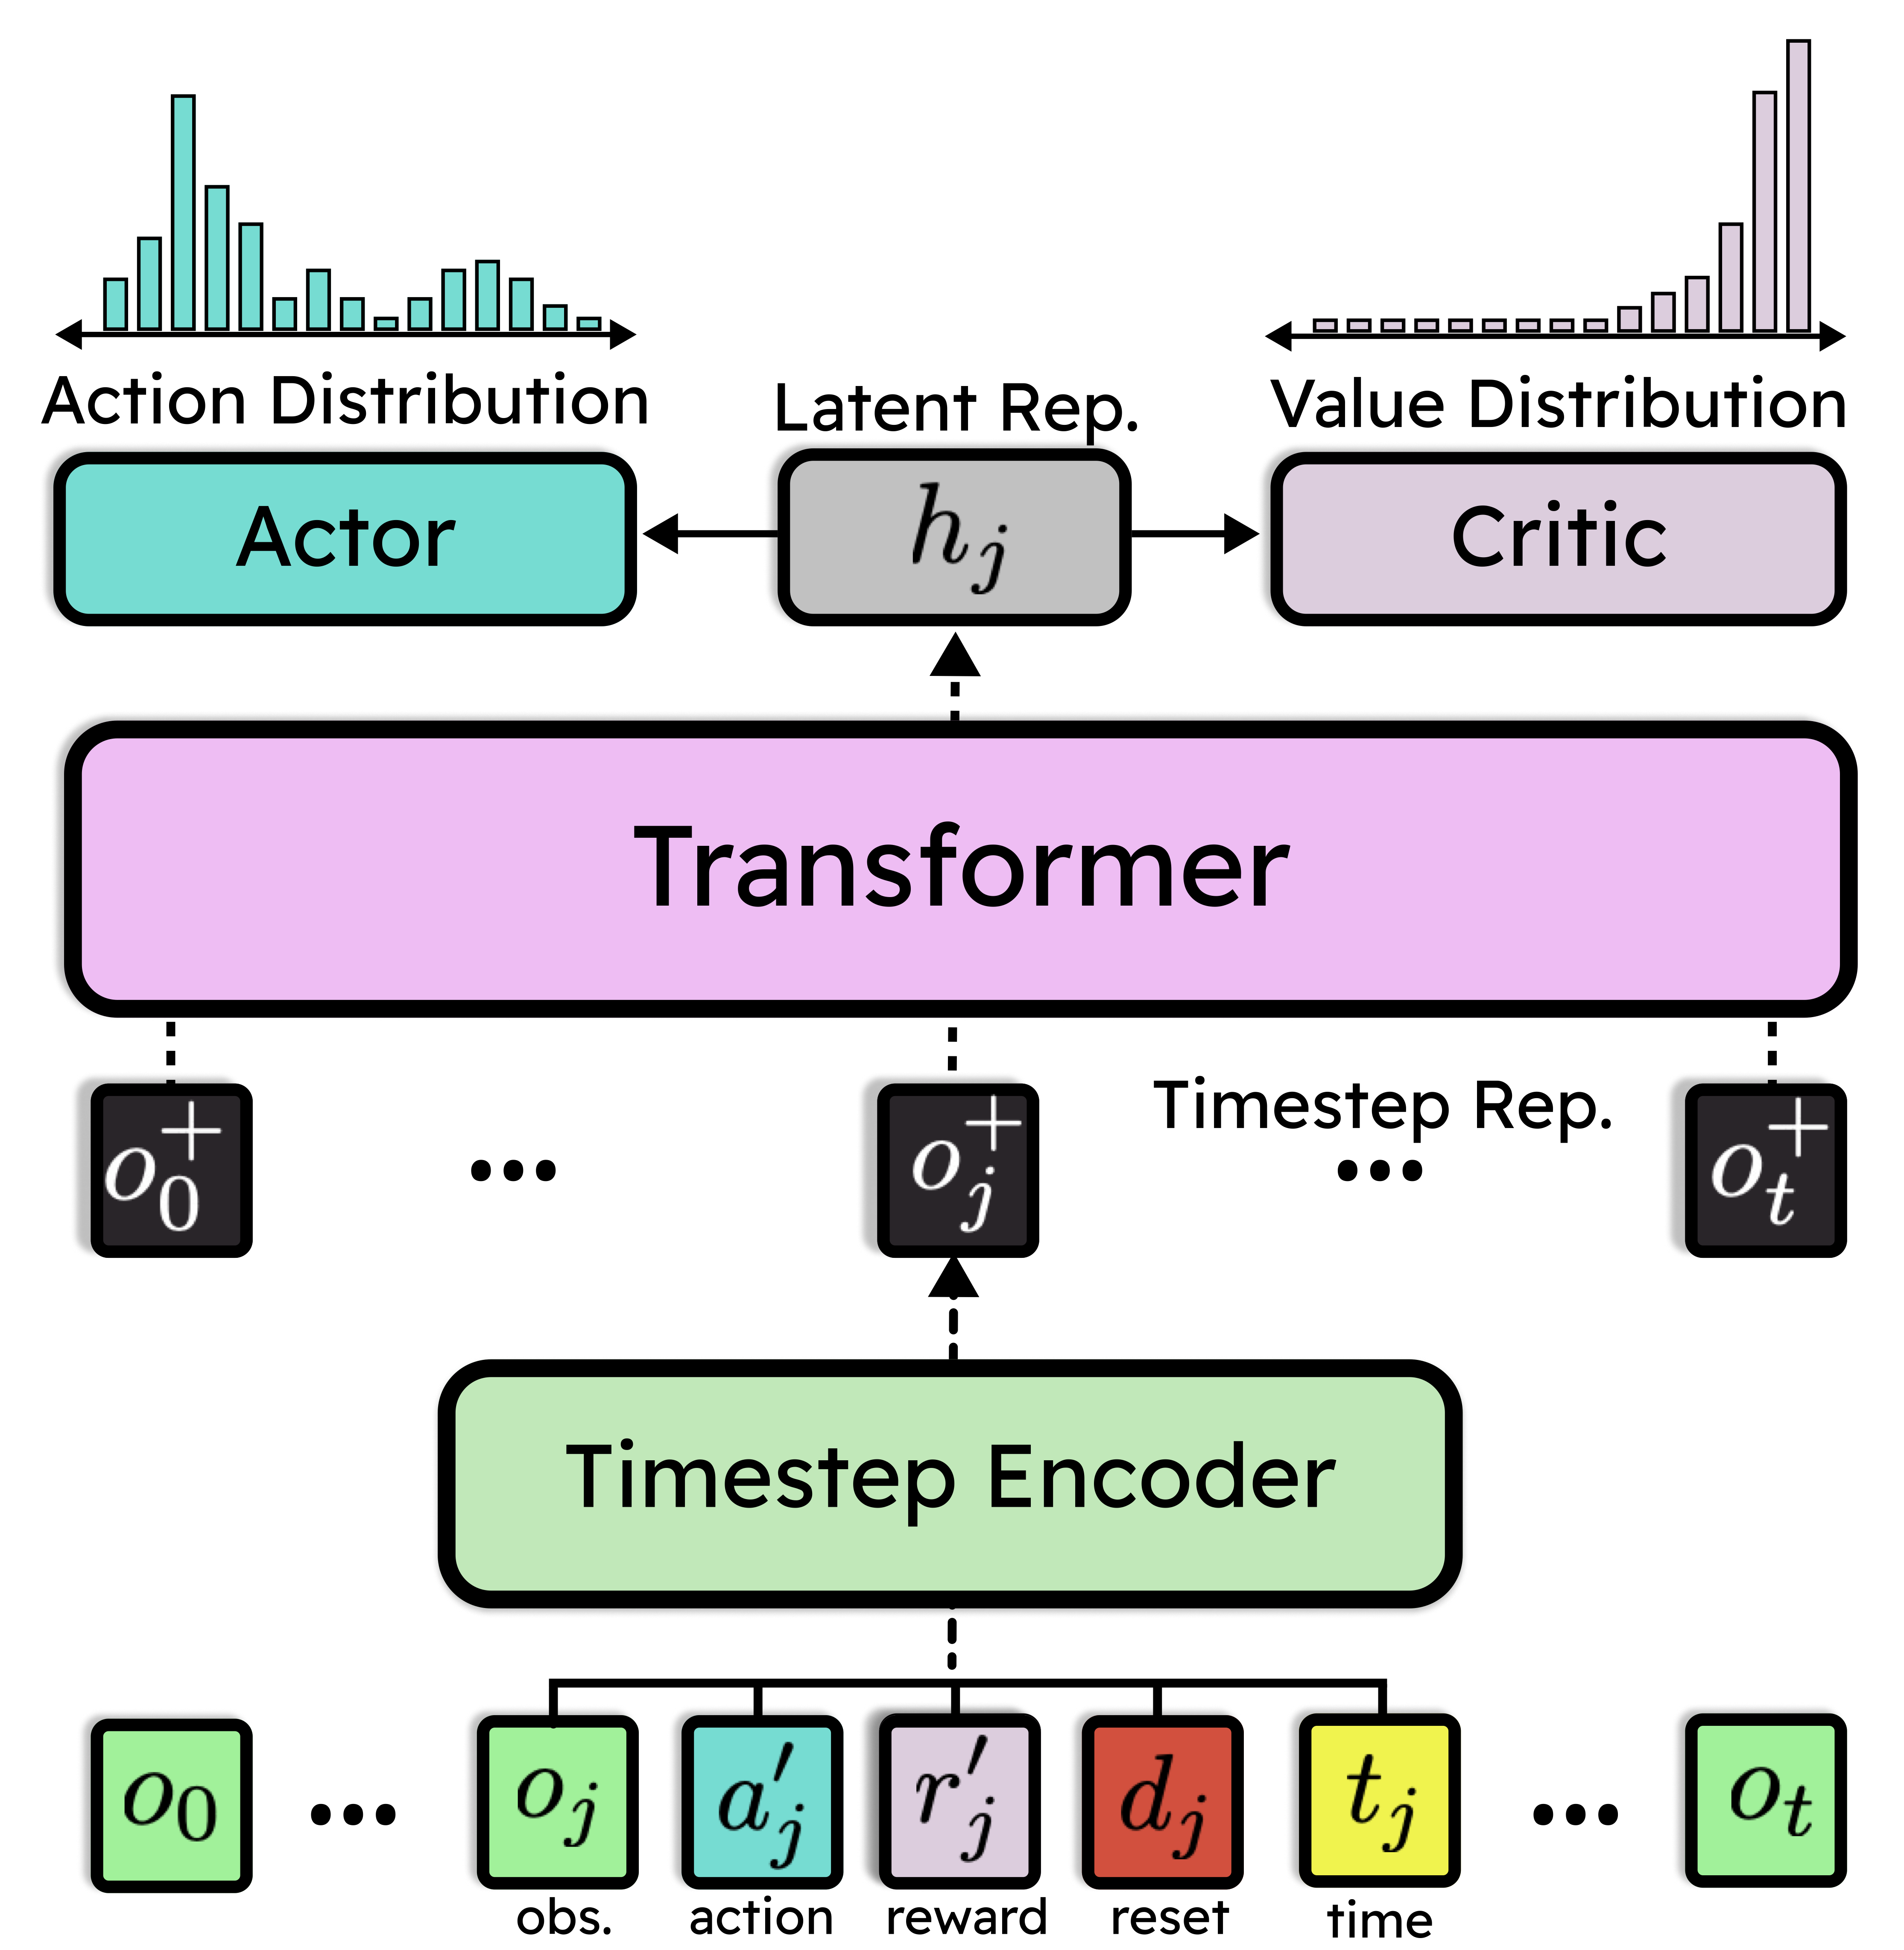 Action Distribution
Latent Rep.
Value Distribution
Actor
h_j
Critic
Transformer
Timestep Rep.
o_0^+ ... o_j^+ ... o_t^+
Timestep Encoder
o_0 ... o_j a'_j r'_j d_j t_j ... o_t
obs. action reward reset time